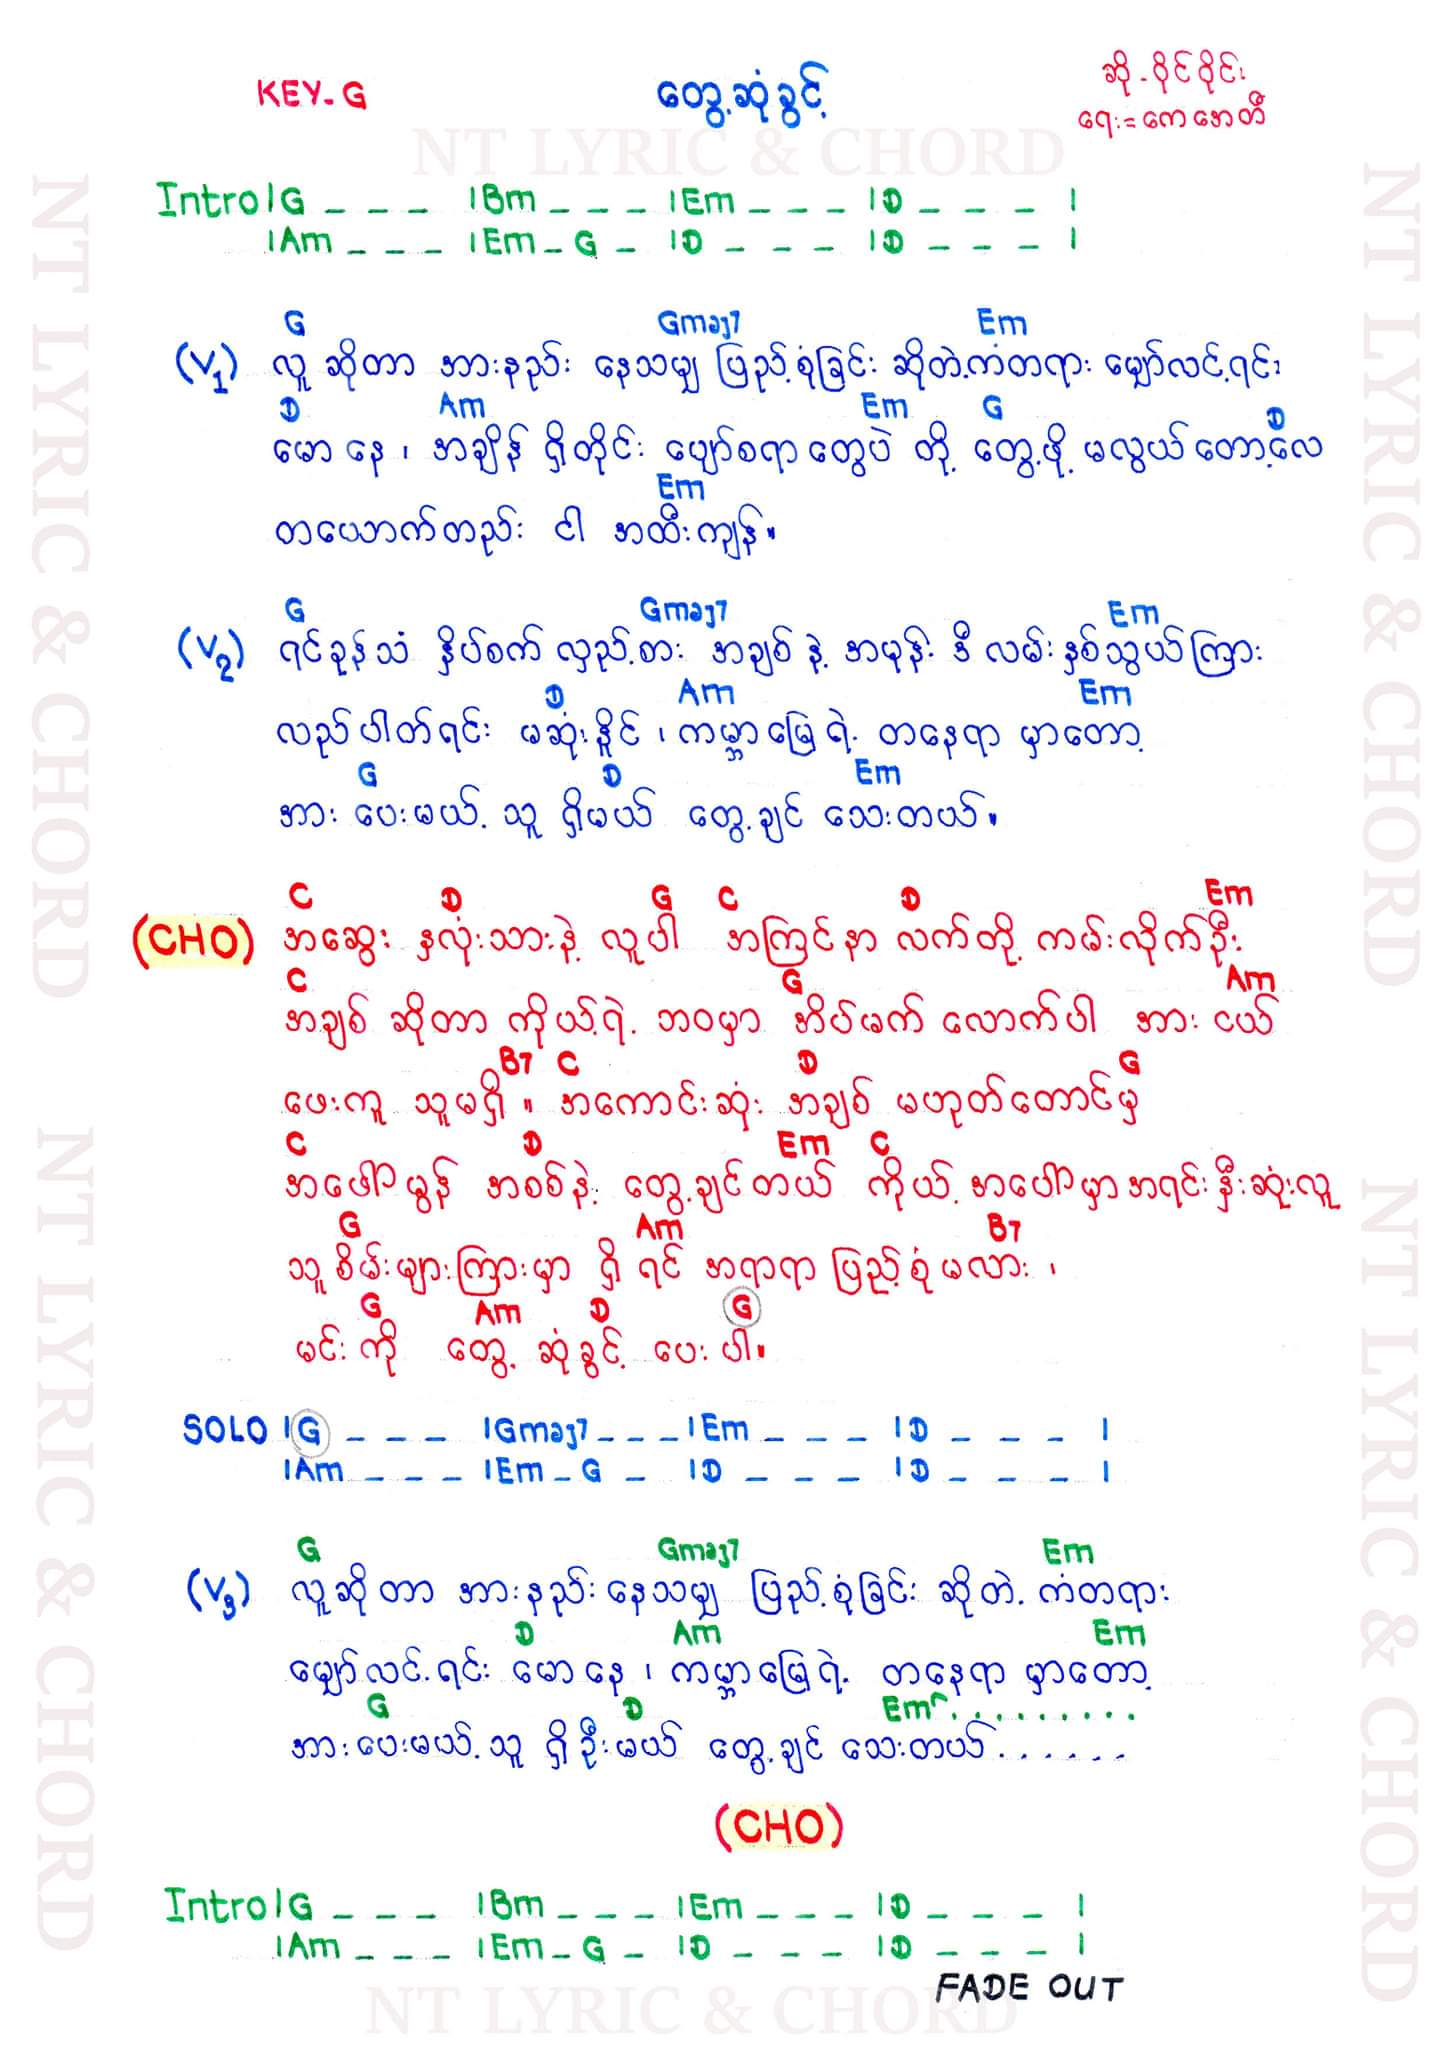 KEY-G
တွေ့ဆုံခွင့်
ဆို - ဝိုင်ဝိုင်း
ရေး = ကေအေတီ
NT LYRIC & CHORD
Intro | G _ _ _ | Bm _ _ _ | Em _ _ _ | D _ _ _ |
| Am _ _ _ | Em _ G _ | D _ _ _ | D _ _ _ |
G Gmaj7 Em
(V1) လူ ဆိုတာ အားနည်း နေသမျှ ပြည့်စုံခြင်း ဆိုတဲ့ကံတရား မျှော်လင့်ရင်း
D Am Em G D
မောနေ ၊ အချိန် ရှိတိုင်း ပျော်စရာတွေပဲ တို့ တွေ့ဖို့ မလွယ်တော့လေ
Em
တယောက်တည်း ငါ အထီးကျန်။
G Gmaj7 Em
(V2) ရင်ခုန်သံ နှိပ်စက် လှည့်စား အချစ် နဲ့ အမုန်း ဒီ လမ်းနှစ်သွယ်ကြား
D Am Em
လည်ပါတ်ရင်း မဆုံးနိုင် ၊ ကမ္ဘာမြေရဲ့ တနေရာ မှာတော့
G D Em
အား ပေးမယ့် သူ ရှိမယ် တွေ့ချင် သေးတယ်။
C D G C D Em
(CHO) အဆွေး နှလုံးသားနဲ့ လူပါ အကြင်နာ လက်တို့ ကမ်းလိုက်ဦး
C G Am
အချစ် ဆိုတာ ကိုယ့်ရဲ့ ဘဝမှာ အိပ်မက် လောက်ပါ အား ငယ်
B7 C D G
ဖေးကူ သူမရှိ ။ အကောင်းဆုံး အချစ် မဟုတ်တောင်မှ
C D Em C
အဖေါ်မွန် အစစ်နဲ့ တွေ့ချင်တယ် ကိုယ့် အပေါ်မှာအရင်းနှီးဆုံးလူ
G Am B7
သူစိမ်းများကြားမှာ ရှိ ရင် အရာရာ ပြည့်စုံမလား ၊
G Am D G
မင်း ကို တွေ့ ဆုံခွင့် ပေး ပါ။
SOLO | G _ _ _ | Gmaj7 _ _ _ | Em _ _ _ | D _ _ _ |
| Am _ _ _ | Em _ G _ | D _ _ _ | D _ _ _ |
G Gmaj7 Em
(V3) လူဆို တာ အားနည်းနေသမျှ ပြည့်စုံခြင်း ဆိုတဲ့ ကံတရား
D Am Em
မျှော်လင့်ရင်း မောနေ ၊ ကမ္ဘာမြေရဲ့ တနေရာ မှာတော့
G D Em^ . . . . . . . . .
အားပေးမယ့်သူ ရှိဦးမယ် တွေ့ချင် သေးတယ် . . . . . .
(CHO)
Intro | G _ _ _ | Bm _ _ _ | Em _ _ _ | D _ _ _ |
| Am _ _ _ | Em _ G _ | D _ _ _ | D _ _ _ |
FADE OUT
NT LYRIC & CHORD
NT LYRIC & CHORD
NT LYRIC & CHORD
NT LYRIC & CHORD
NT LYRIC & CHORD